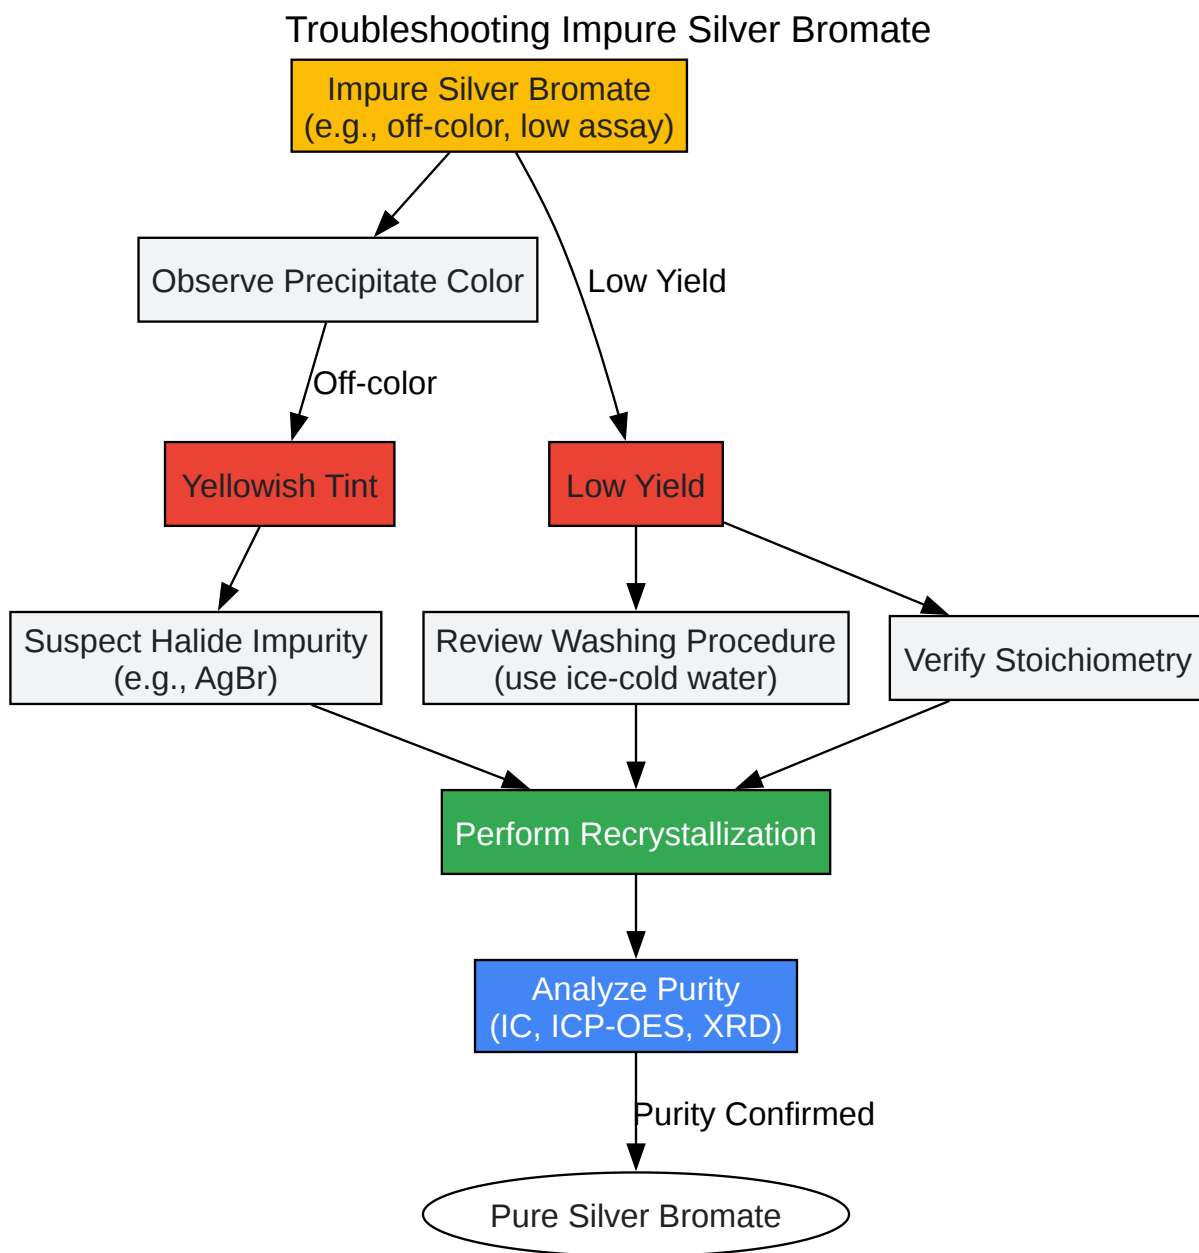 Troubleshooting Impure Silver Bromate
Impure Silver Bromate
(e.g., off-color, low assay)
Observe Precipitate Color
Low Yield
Off-color
Yellowish Tint
Low Yield
Suspect Halide Impurity
(e.g., AgBr)
Review Washing Procedure
(use ice-cold water)
Verify Stoichiometry
Perform Recrystallization
Analyze Purity
(IC, ICP-OES, XRD)
Purity Confirmed
Pure Silver Bromate